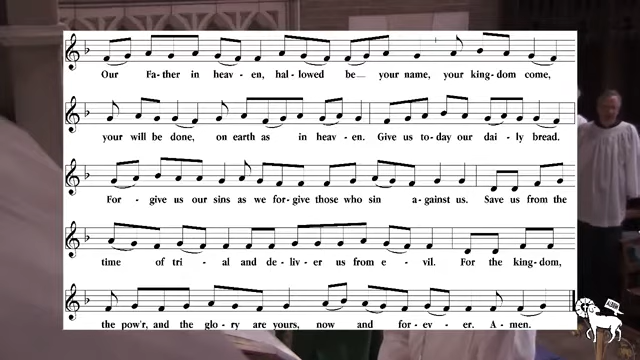 Our Fa-ther in heav-en, hal-lowed be your name, your king-dom come,
your will be done, on earth as in heav-en. Give us to-day our dai-ly bread.
For-give us our sins as we for-give those who sin a-gainst us. Save us from the
time of tri-al and de-liv-er us from e-vil. For the king-dom,
the pow'r, and the glo-ry are yours, now and for-ev-er. A-men.